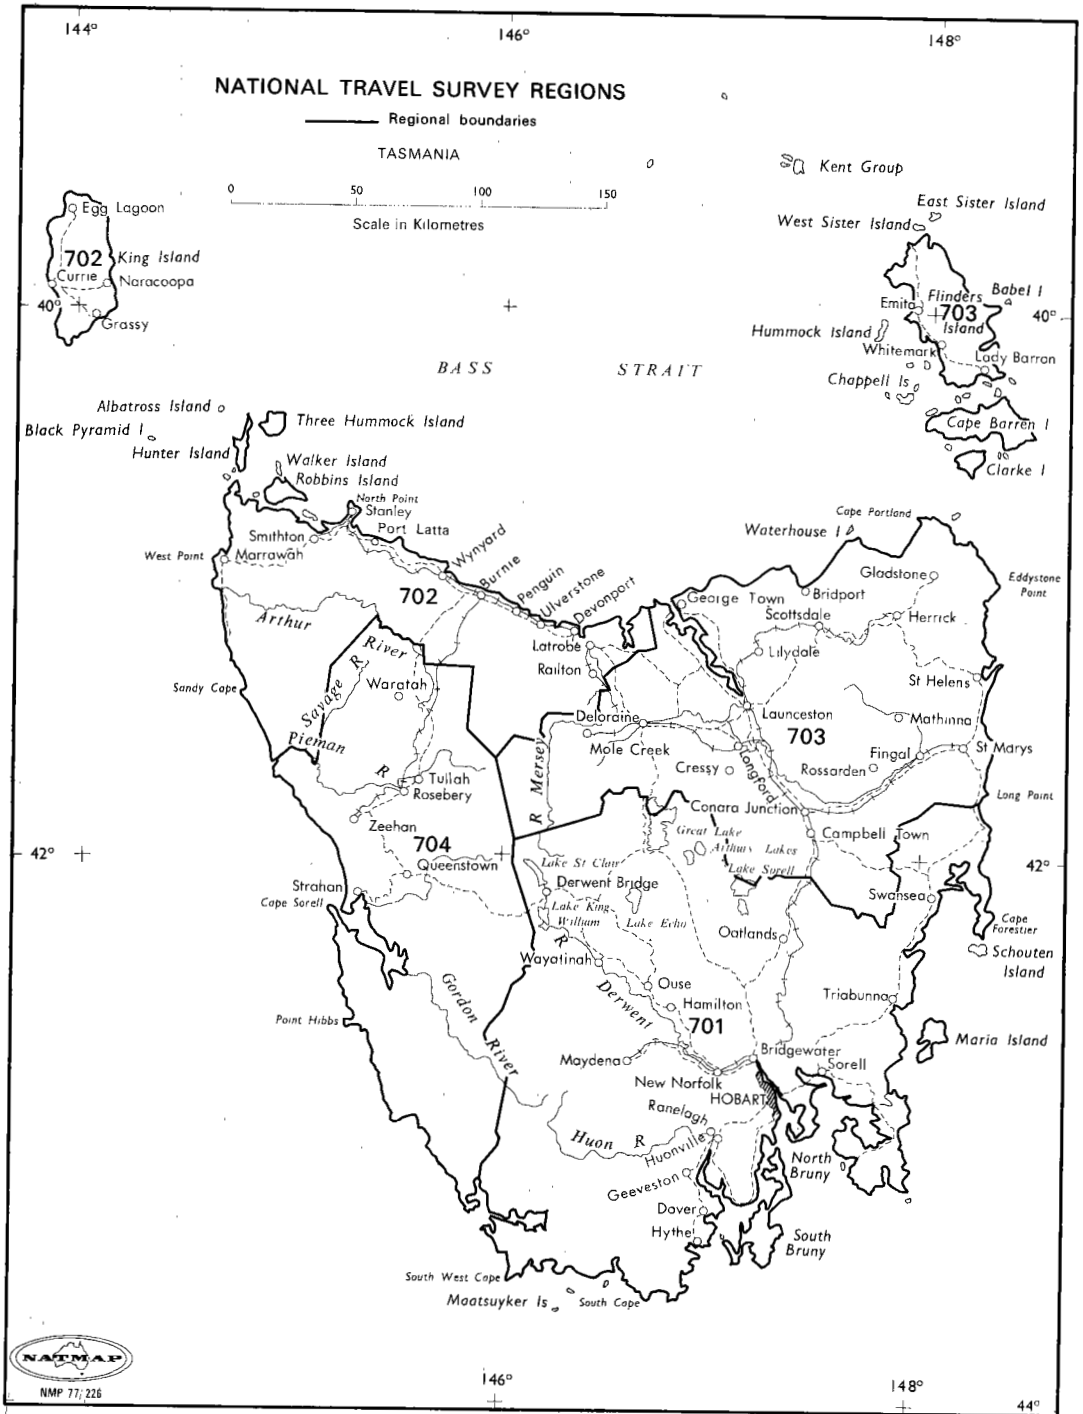 144°
146°
148°
NATIONAL TRAVEL SURVEY REGIONS
Regional boundaries
TASMANIA
0 50 100 150
Scale in Kilometres
Kent Group
East Sister Island
West Sister Island
Egg Lagoon
702 King Island
Currie
Naracoopa
40°
Grassy
Babel I
Flinders
Emita
703
Island
40°
Hummock Island
Whitemark
Lady Barron
Chappell Is
BASS STRAIT
Cape Barren I
Clarke I
Albatross Island
Black Pyramid I
Three Hummock Island
Hunter Island
Walker Island
Robbins Island
North Point
Stanley
Port Latta
Smithton
West Point
Marrawah
Wynyard
Burnie
Penguin
Ulverstone
Devonport
702
Latrobe
Railton
Arthur
River
Cape Portland
Waterhouse I
Gladstone
Eddystone
Point
George Town
Bridport
Scottsdale
Herrick
Lilydale
St Helens
Sandy Cape
Savage R
Waratah
Pieman
R
Deloraine
Launceston
Mathinna
Mole Creek
703
Mersey
R
Longford
Fingal
St Marys
Cressy
Rossarden
Tullah
Rosebery
Conara Junction
Long Point
Zeehan
704
Great Lake
Arthurs Lakes
Campbell Town
42°
Queenstown
Lake St Clair
Lake Sorell
42°
Strahan
Derwent Bridge
Swansea
Cape Sorell
Lake King
William
Lake Echo
Cape
Forestier
Oatlands
Schouten
Island
R
Wayatinah
Derwent
Ouse
Hamilton
Triabunna
Gordon
River
701
Point Hibbs
Maria Island
Maydena
Bridgewater
Sorell
New Norfolk
HOBART
Ranelagh
Huon R
Huonville
North
Bruny
Geeveston
Dover
Hythe
South
Bruny
South West Cape
Maatsuyker Is
South Cape
NATMAP
NMP 77/226
146°
148°
44°